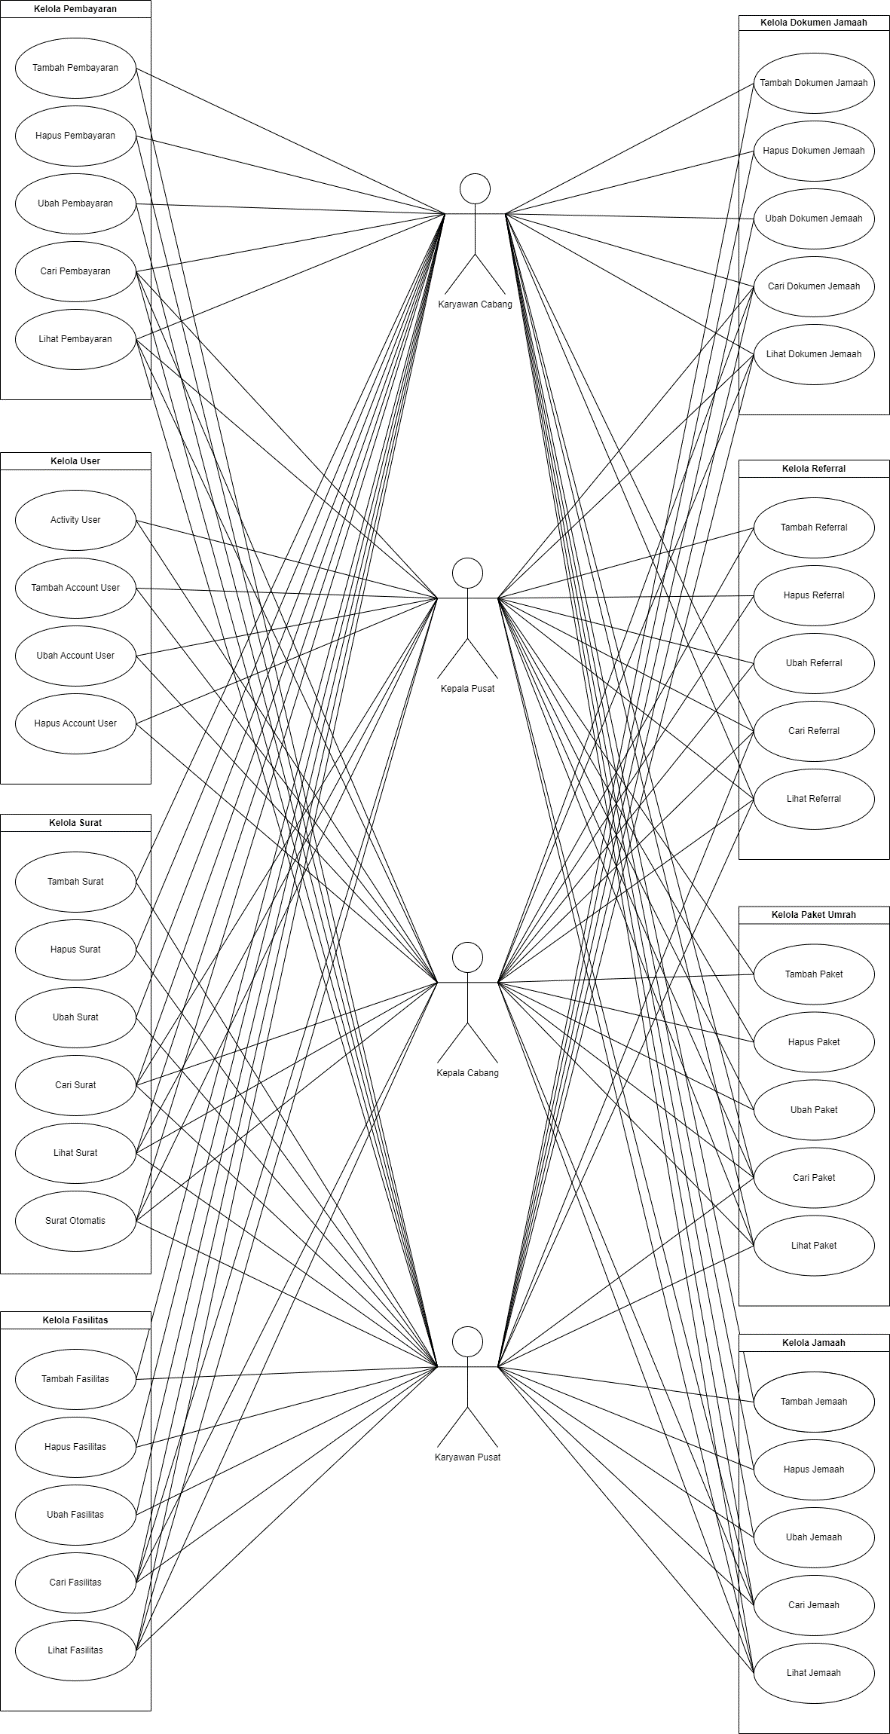 Kelola Pembayaran
Tambah Pembayaran
Hapus Pembayaran
Ubah Pembayaran
Cari Pembayaran
Lihat Pembayaran
Kelola User
Activity User
Tambah Account User
Ubah Account User
Hapus Account User
Kelola Surat
Tambah Surat
Hapus Surat
Ubah Surat
Cari Surat
Lihat Surat
Surat Otomatis
Kelola Fasilitas
Tambah Fasilitas
Hapus Fasilitas
Ubah Fasilitas
Cari Fasilitas
Lihat Fasilitas
Karyawan Cabang
Kepala Pusat
Kepala Cabang
Karyawan Pusat
Kelola Dokumen Jamaah
Tambah Dokumen Jamaah
Hapus Dokumen Jemaah
Ubah Dokumen Jemaah
Cari Dokumen Jemaah
Lihat Dokumen Jemaah
Kelola Referral
Tambah Referral
Hapus Referral
Ubah Referral
Cari Referral
Lihat Referral
Kelola Paket Umrah
Tambah Paket
Hapus Paket
Ubah Paket
Cari Paket
Lihat Paket
Kelola Jamaah
Tambah Jemaah
Hapus Jemaah
Ubah Jemaah
Cari Jemaah
Lihat Jemaah